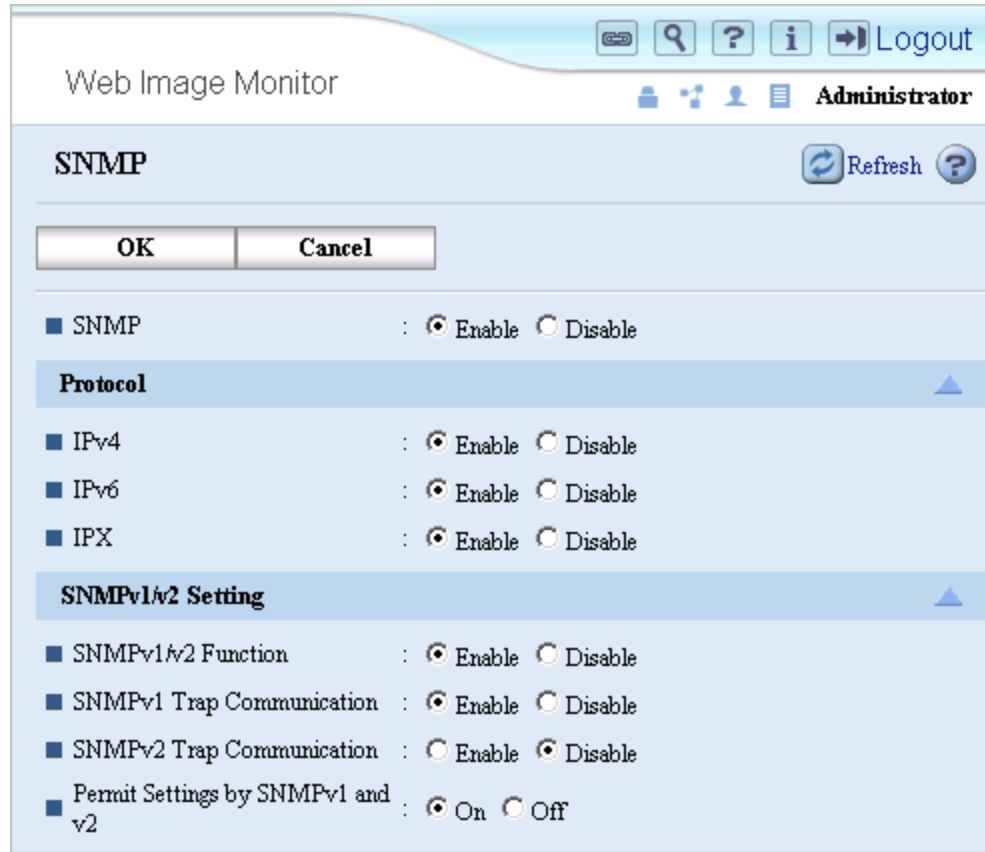 Logout
Web Image Monitor
Administrator
SNMP
Refresh
OK Cancel
SNMP : Enable Disable
Protocol
IPv4 : Enable Disable
IPv6 : Enable Disable
IPX : Enable Disable
SNMPv1/v2 Setting
SNMPv1/v2 Function : Enable Disable
SNMPv1 Trap Communication : Enable Disable
SNMPv2 Trap Communication : Enable Disable
Permit Settings by SNMPv1 and
v2 : On Off